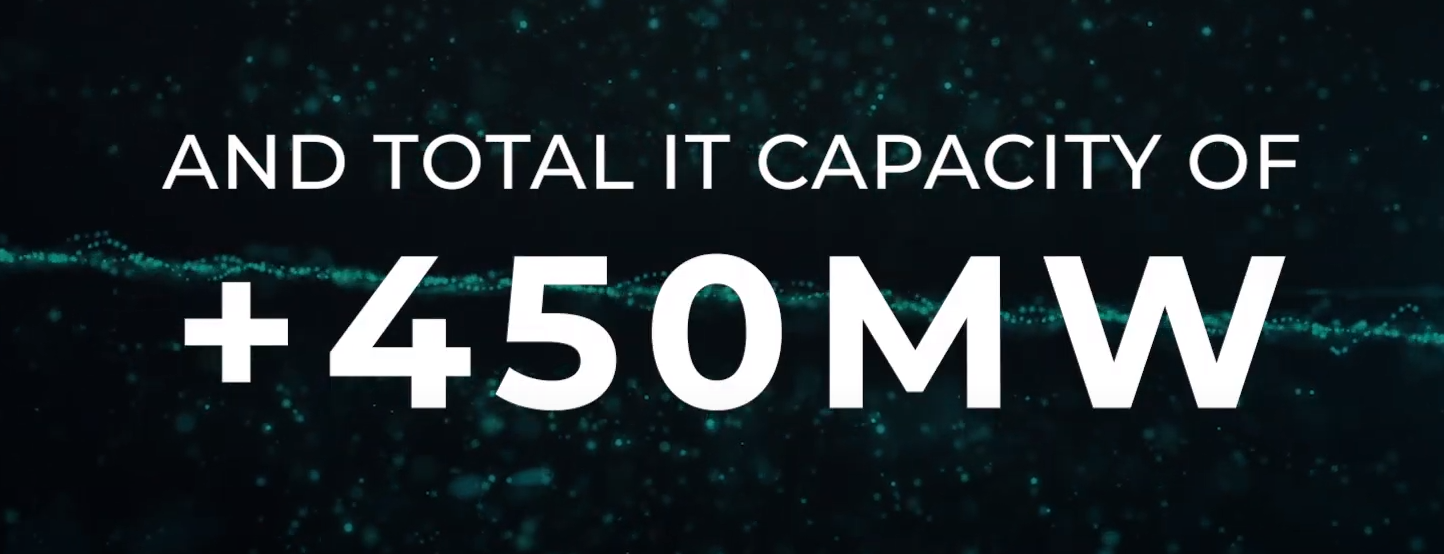 AND TOTAL IT CAPACITY OF
+450MW